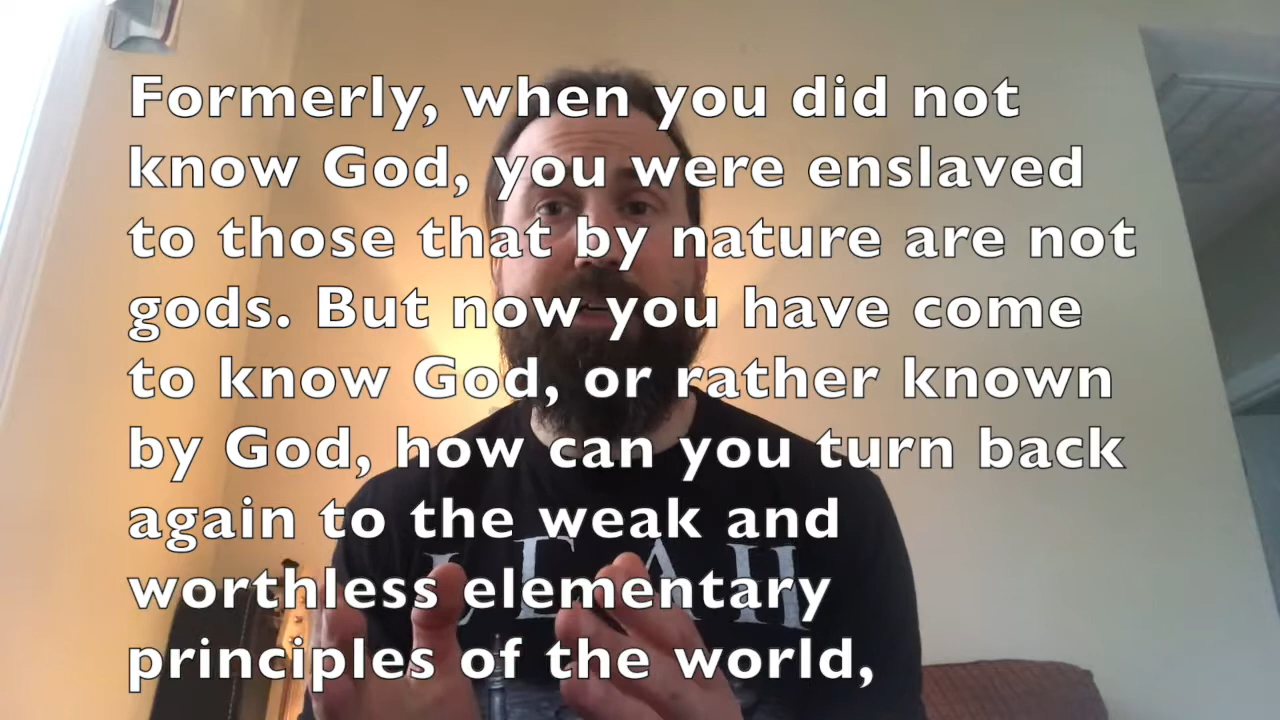 Formerly, when you did not
know God, you were enslaved
to those that by nature are not
gods. But now you have come
to know God, or rather known
by God, how can you turn back
again to the weak and
worthless elementary
principles of the world,
LEAH